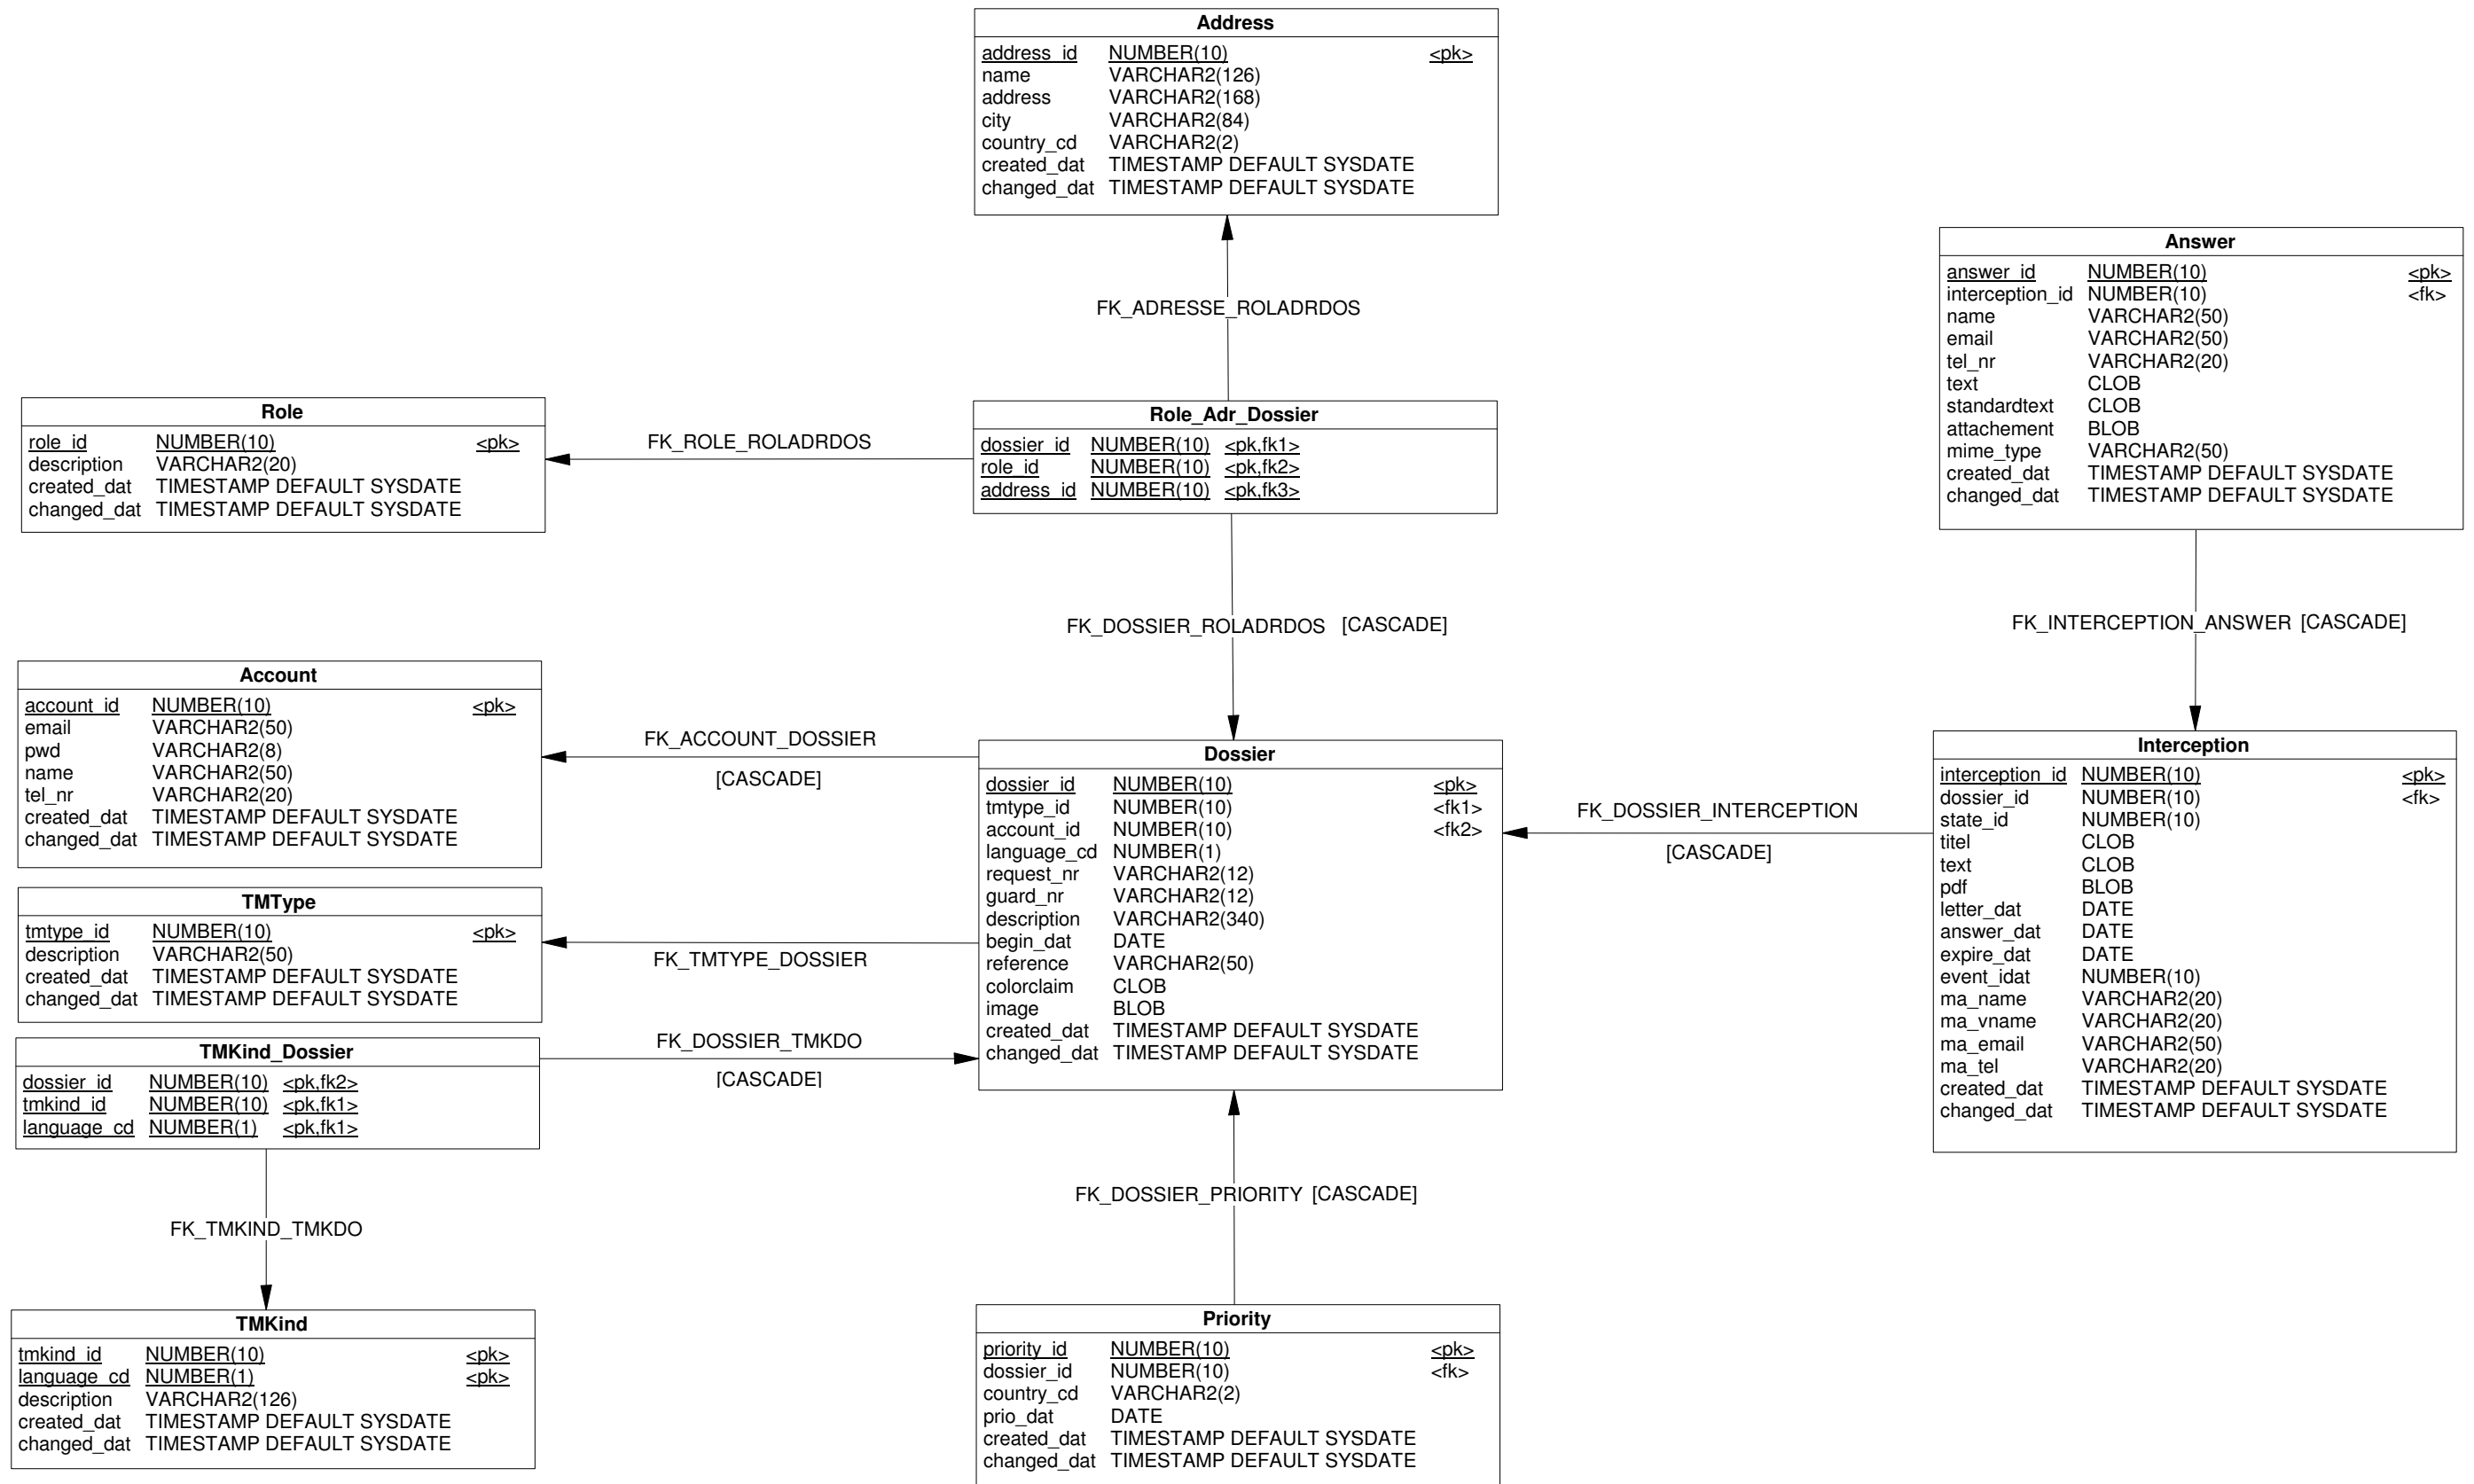 Address
address_id NUMBER(10) <pk>
name VARCHAR2(126)
address VARCHAR2(168)
city VARCHAR2(84)
country_cd VARCHAR2(2)
created_dat TIMESTAMP DEFAULT SYSDATE
changed_dat TIMESTAMP DEFAULT SYSDATE
Answer
answer_id NUMBER(10) <pk>
interception_id NUMBER(10) <fk>
name VARCHAR2(50)
email VARCHAR2(50)
tel_nr VARCHAR2(20)
text CLOB
standardtext CLOB
attachement BLOB
mime_type VARCHAR2(50)
created_dat TIMESTAMP DEFAULT SYSDATE
changed_dat TIMESTAMP DEFAULT SYSDATE
FK_ADRESSE_ROLADRDOS
Role
role_id NUMBER(10) <pk>
description VARCHAR2(20)
created_dat TIMESTAMP DEFAULT SYSDATE
changed_dat TIMESTAMP DEFAULT SYSDATE
FK_ROLE_ROLADRDOS
Role_Adr_Dossier
dossier_id NUMBER(10) <pk,fk1>
role_id NUMBER(10) <pk,fk2>
address_id NUMBER(10) <pk,fk3>
FK_DOSSIER_ROLADRDOS [CASCADE]
FK_INTERCEPTION_ANSWER [CASCADE]
Account
account_id NUMBER(10) <pk>
email VARCHAR2(50)
pwd VARCHAR2(8)
name VARCHAR2(50)
tel_nr VARCHAR2(20)
created_dat TIMESTAMP DEFAULT SYSDATE
changed_dat TIMESTAMP DEFAULT SYSDATE
FK_ACCOUNT_DOSSIER
[CASCADE]
Dossier
dossier_id NUMBER(10) <pk>
tmtype_id NUMBER(10) <fk1>
account_id NUMBER(10) <fk2>
language_cd NUMBER(1)
request_nr VARCHAR2(12)
guard_nr VARCHAR2(12)
description VARCHAR2(340)
begin_dat DATE
reference VARCHAR2(50)
colorclaim CLOB
image BLOB
created_dat TIMESTAMP DEFAULT SYSDATE
changed_dat TIMESTAMP DEFAULT SYSDATE
FK_DOSSIER_INTERCEPTION
[CASCADE]
Interception
interception_id NUMBER(10) <pk>
dossier_id NUMBER(10) <fk>
state_id NUMBER(10)
titel CLOB
text CLOB
pdf BLOB
letter_dat DATE
answer_dat DATE
expire_dat DATE
event_idat NUMBER(10)
ma_name VARCHAR2(20)
ma_vname VARCHAR2(20)
ma_email VARCHAR2(50)
ma_tel VARCHAR2(20)
created_dat TIMESTAMP DEFAULT SYSDATE
changed_dat TIMESTAMP DEFAULT SYSDATE
TMType
tmtype_id NUMBER(10) <pk>
description VARCHAR2(50)
created_dat TIMESTAMP DEFAULT SYSDATE
changed_dat TIMESTAMP DEFAULT SYSDATE
FK_TMTYPE_DOSSIER
TMKind_Dossier
dossier_id NUMBER(10) <pk,fk2>
tmkind_id NUMBER(10) <pk,fk1>
language_cd NUMBER(1) <pk,fk1>
FK_DOSSIER_TMKDO
[CASCADE]
FK_DOSSIER_PRIORITY [CASCADE]
FK_TMKIND_TMKDO
TMKind
tmkind_id NUMBER(10) <pk>
language_cd NUMBER(1) <pk>
description VARCHAR2(126)
created_dat TIMESTAMP DEFAULT SYSDATE
changed_dat TIMESTAMP DEFAULT SYSDATE
Priority
priority_id NUMBER(10) <pk>
dossier_id NUMBER(10) <fk>
country_cd VARCHAR2(2)
prio_dat DATE
created_dat TIMESTAMP DEFAULT SYSDATE
changed_dat TIMESTAMP DEFAULT SYSDATE